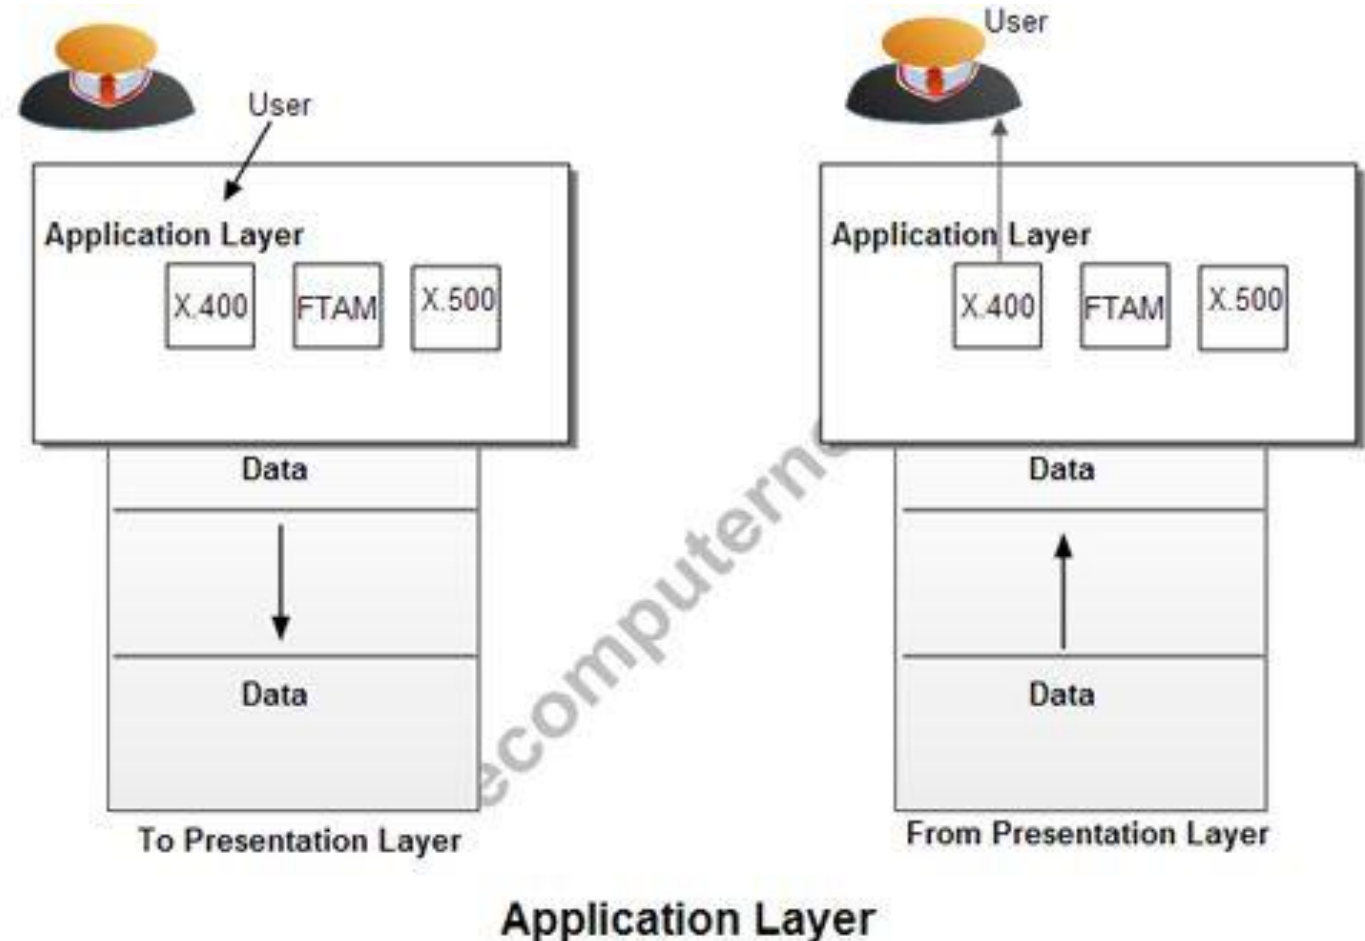 User
Application Layer
X.400 FTAM X.500
Data
Data
To Presentation Layer
User
Application Layer
X.400 FTAM X.500
Data
Data
From Presentation Layer
ecomputern
Application Layer